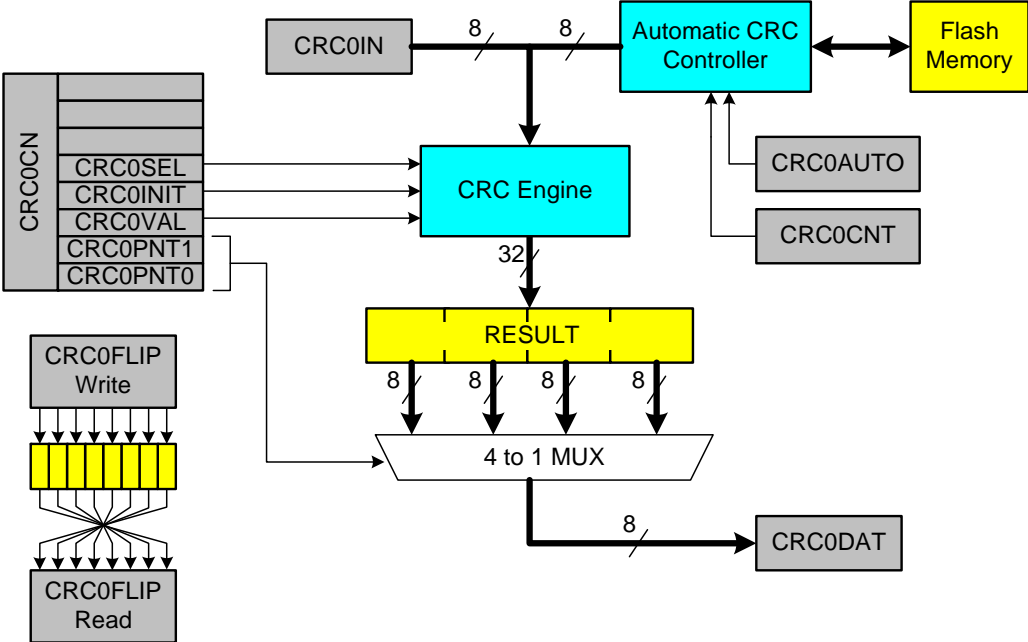 CRC0IN
8
8
Automatic CRC
Controller
Flash
Memory
CRC0CN
CRC0SEL
CRC0INIT
CRC0VAL
CRC0PNT1
CRC0PNT0
CRC Engine
CRC0AUTO
CRC0CNT
32
RESULT
8
8
8
8
4 to 1 MUX
8
CRC0DAT
CRC0FLIP
Write
CRC0FLIP
Read